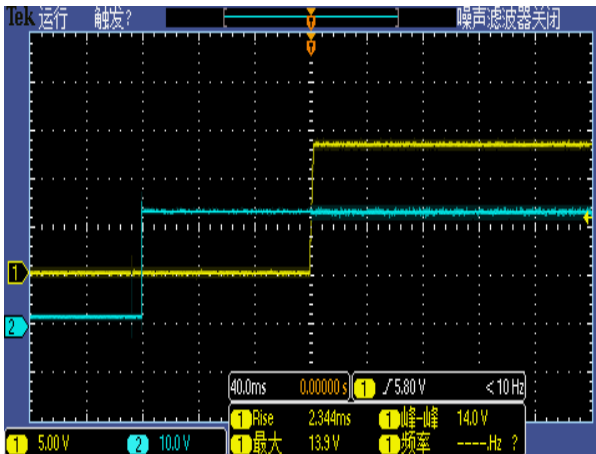 Tek 运行 触发? 噪声滤波器关闭
T
1
2
40.0ms 0.00000 s 1 5.80 V < 10 Hz
1 Rise 2.344ms 1 峰-峰 14.0 V
1 5.00 V 2 10.0 V 1 最大 13.9 V 1 频率 ----.Hz ?